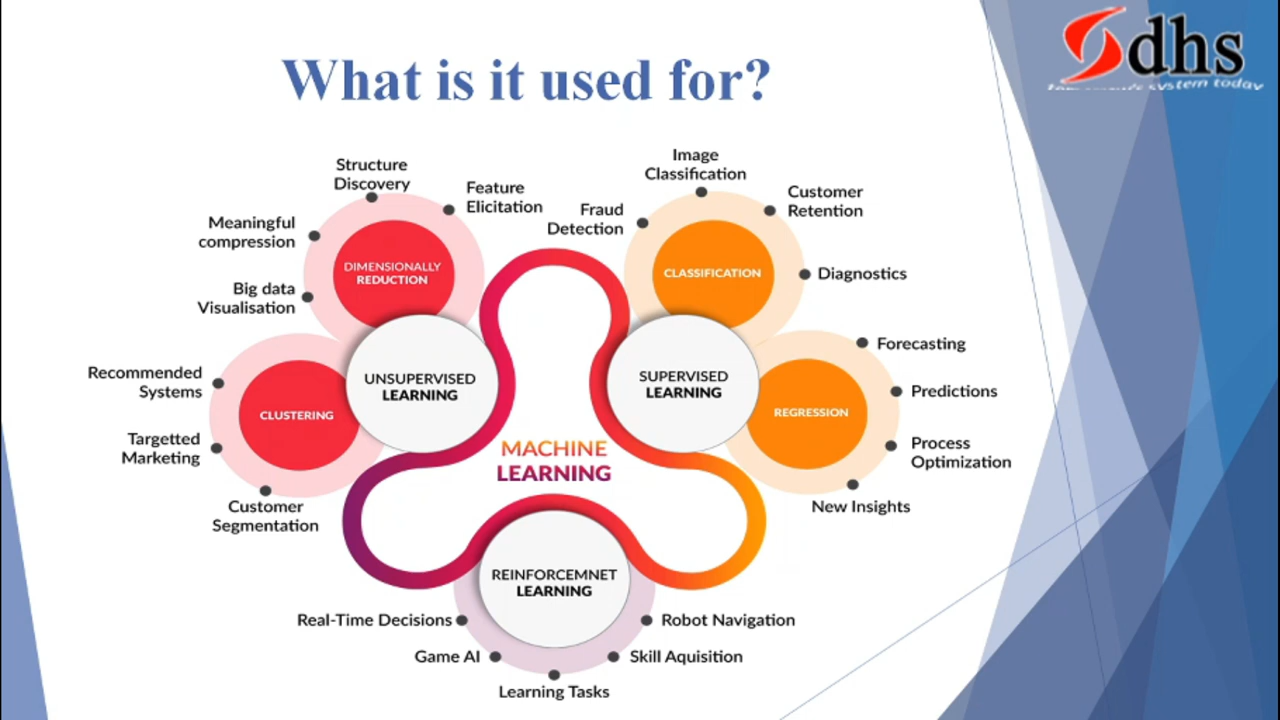 dhs
system today
What is it used for?
Structure
Discovery
Feature
Elicitation
Meaningful
compression
Big data
Visualisation
DIMENSIONALLY
REDUCTION
Recommended
Systems
Targetted
Marketing
Customer
Segmentation
CLUSTERING
UNSUPERVISED
LEARNING
Image
Classification
Customer
Retention
Fraud
Detection
Diagnostics
CLASSIFICATION
SUPERVISED
LEARNING
Forecasting
Predictions
Process
Optimization
New Insights
REGRESSION
MACHINE
LEARNING
REINFORCEMNET
LEARNING
Real-Time Decisions
Game AI
Learning Tasks
Skill Aquisition
Robot Navigation